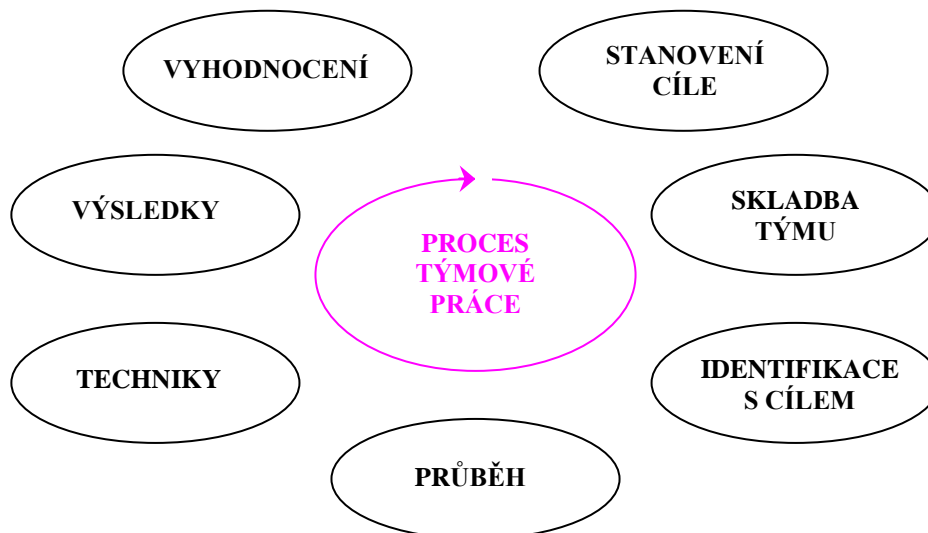 VYHODNOCENÍ
STANOVENÍ
CÍLE
VÝSLEDKY
SKLADBA
TÝMU
PROCES
TÝMOVÉ
PRÁCE
TECHNIKY
IDENTIFIKACE
S CÍLEM
PRŮBĚH